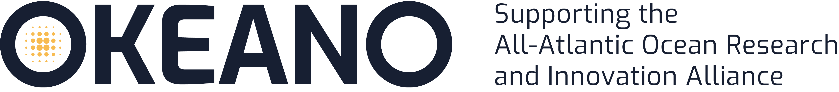 OKEANO
Supporting the
All-Atlantic Ocean Research
and Innovation Alliance